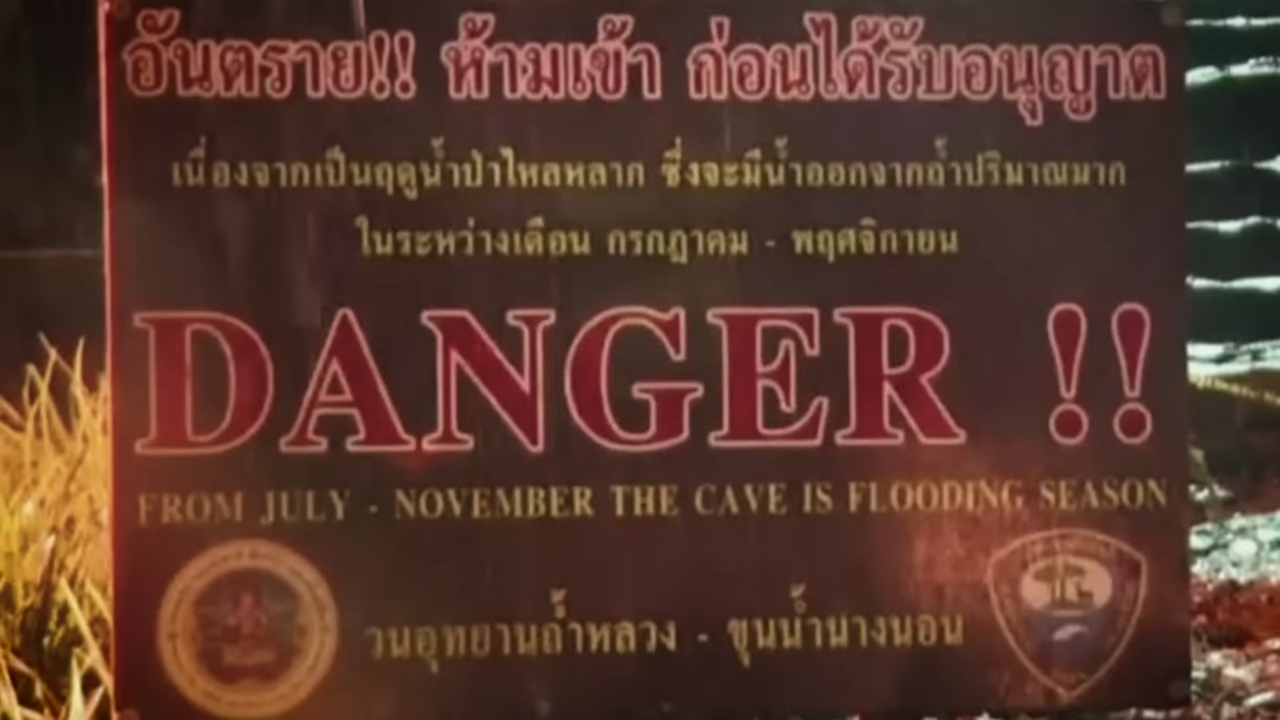 อันตราย!! ห้ามเข้า ก่อนได้รับอนุญาต
เนื่องจากเป็นฤดูน้ำป่าไหลหลาก ซึ่งจะมีน้ำออกจากถ้ำปริมาณมาก
ในระหว่างเดือน กรกฎาคม - พฤศจิกายน
DANGER !!
FROM JULY - NOVEMBER THE CAVE IS FLOODING SEASON
วนอุทยานถ้ำหลวง - ขุนน้ำนางนอน